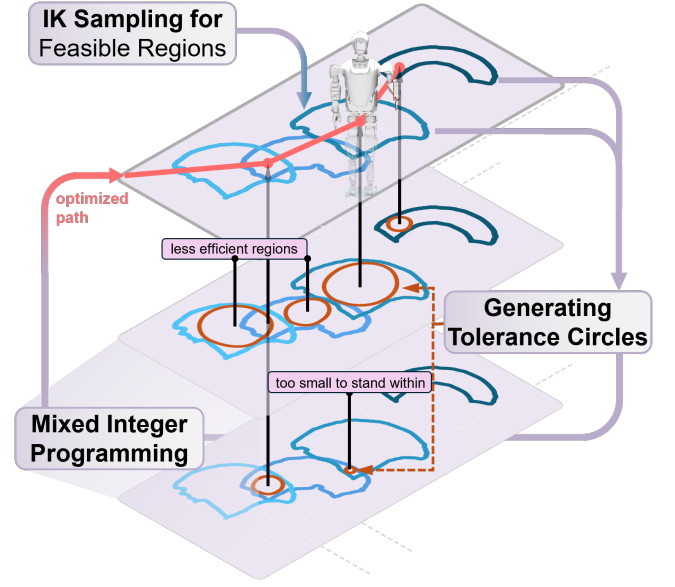 IK Sampling for
Feasible Regions
optimized
path
less efficient regions
Generating
Tolerance Circles
too small to stand within
Mixed Integer
Programming